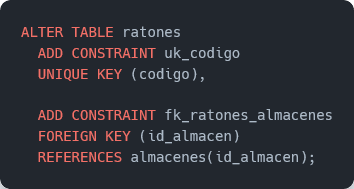 ALTER TABLE ratones
  ADD CONSTRAINT uk_codigo
  UNIQUE KEY (codigo),

  ADD CONSTRAINT fk_ratones_almacenes
  FOREIGN KEY (id_almacen)
  REFERENCES almacenes(id_almacen);